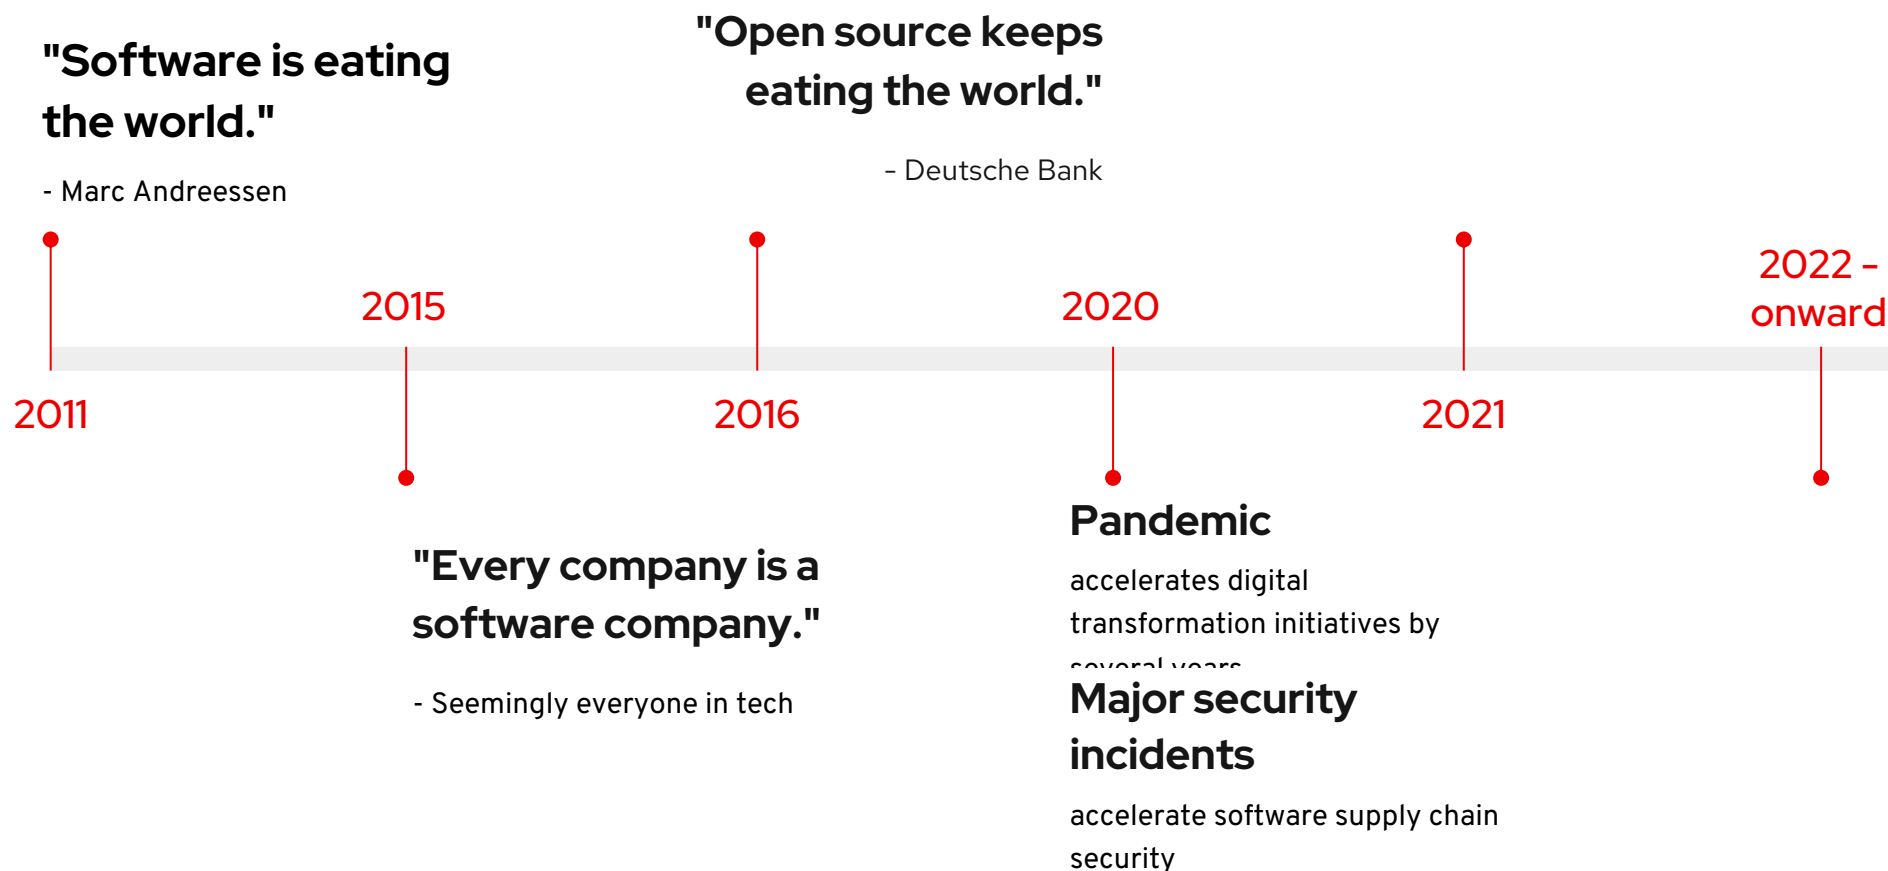 "Software is eating
the world."
- Marc Andreessen
"Open source keeps
eating the world."
- Deutsche Bank
2015
2020
2022 -
onward
2011
2016
2021
"Every company is a
software company."
- Seemingly everyone in tech
Pandemic
accelerates digital
transformation initiatives by
several years
Major security
incidents
accelerate software supply chain
security